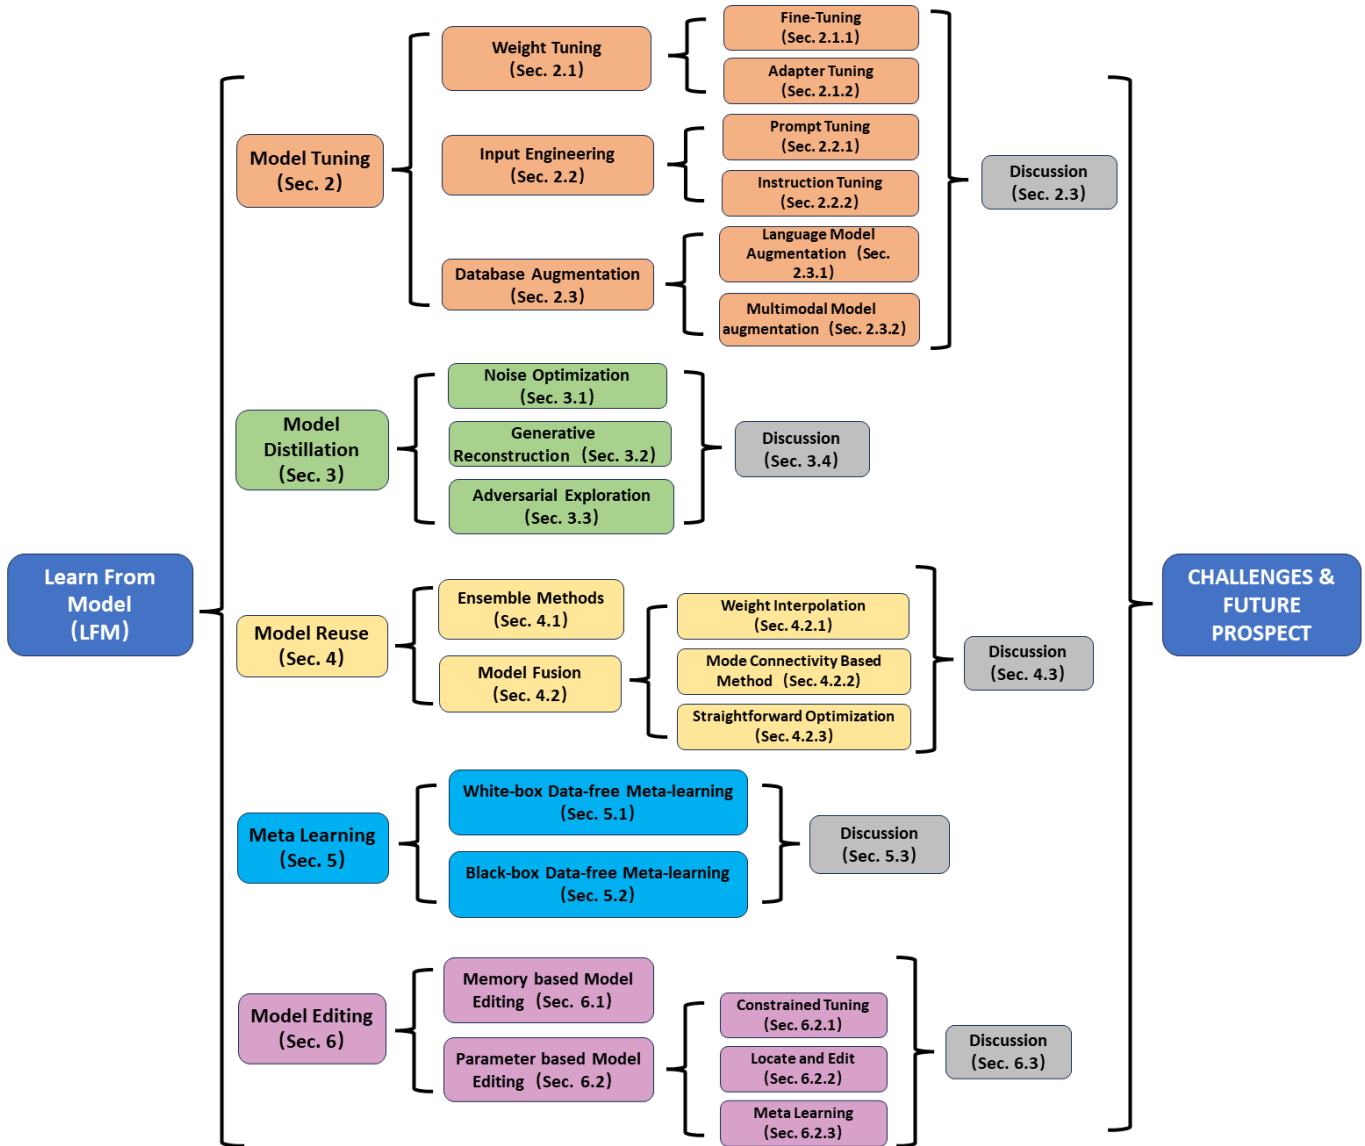 Learn From
Model
(LFM)
Model Tuning
(Sec. 2)
Weight Tuning
(Sec. 2.1)
Fine-Tuning
(Sec. 2.1.1)
Adapter Tuning
(Sec. 2.1.2)
Input Engineering
(Sec. 2.2)
Prompt Tuning
(Sec. 2.2.1)
Instruction Tuning
(Sec. 2.2.2)
Database Augmentation
(Sec. 2.3)
Language Model
Augmentation (Sec.
2.3.1)
Multimodal Model
augmentation (Sec. 2.3.2)
Discussion
(Sec. 2.3)
Model
Distillation
(Sec. 3)
Noise Optimization
(Sec. 3.1)
Generative
Reconstruction (Sec. 3.2)
Adversarial Exploration
(Sec. 3.3)
Discussion
(Sec. 3.4)
Model Reuse
(Sec. 4)
Ensemble Methods
(Sec. 4.1)
Model Fusion
(Sec. 4.2)
Weight Interpolation
(Sec. 4.2.1)
Mode Connectivity Based
Method (Sec. 4.2.2)
Straightforward Optimization
(Sec. 4.2.3)
Discussion
(Sec. 4.3)
Meta Learning
(Sec. 5)
White-box Data-free Meta-learning
(Sec. 5.1)
Black-box Data-free Meta-learning
(Sec. 5.2)
Discussion
(Sec. 5.3)
Model Editing
(Sec. 6)
Memory based Model
Editing (Sec. 6.1)
Parameter based Model
Editing (Sec. 6.2)
Constrained Tuning
(Sec. 6.2.1)
Locate and Edit
(Sec. 6.2.2)
Meta Learning
(Sec. 6.2.3)
Discussion
(Sec. 6.3)
CHALLENGES &
FUTURE
PROSPECT